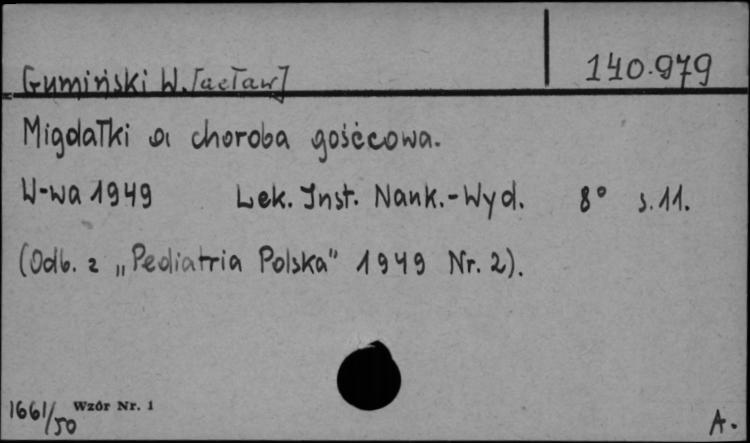 140.979
Gumiński W.[acław]
Migdałki a choroba gośćcowa.
W-wa 1949 Lek. Inst. Nauk.-Wyd. 8° s.11.
(Odb. z „Pediatria Polska" 1949 Nr. 2).
1661/50 Wzór Nr. 1
A.